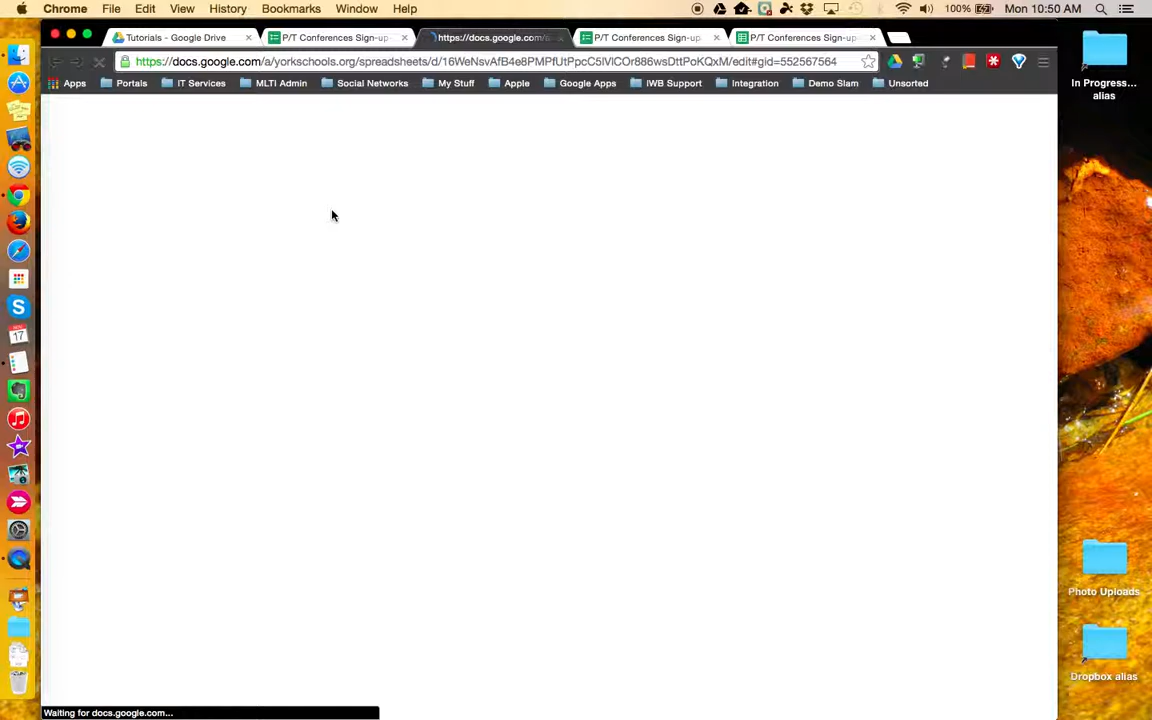 Chrome File Edit View History Bookmarks Window Help 100% Mon 10:50 AM
Tutorials - Google Drive P/T Conferences Sign-up https://docs.google.com/a P/T Conferences Sign-up P/T Conferences Sign-up
https://docs.google.com/a/yorkschools.org/spreadsheets/d/16WeNsvAfB4e8PMPfUtPpcC5lVlCOr886wsDttPoKQxM/edit#gid=552567564
Apps Portals IT Services MLTI Admin Social Networks My Stuff Apple Google Apps IWB Support Integration Demo Slam Unsorted
In Progress...
alias
NOV
17
Photo Uploads
Dropbox alias
Waiting for docs.google.com...